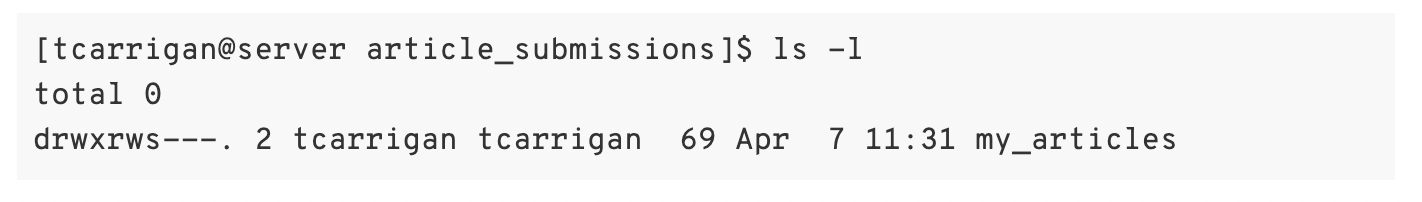 [tcarrigan@server article_submissions]$ ls -l
total 0
drwxrws---. 2 tcarrigan tcarrigan  69 Apr  7 11:31 my_articles